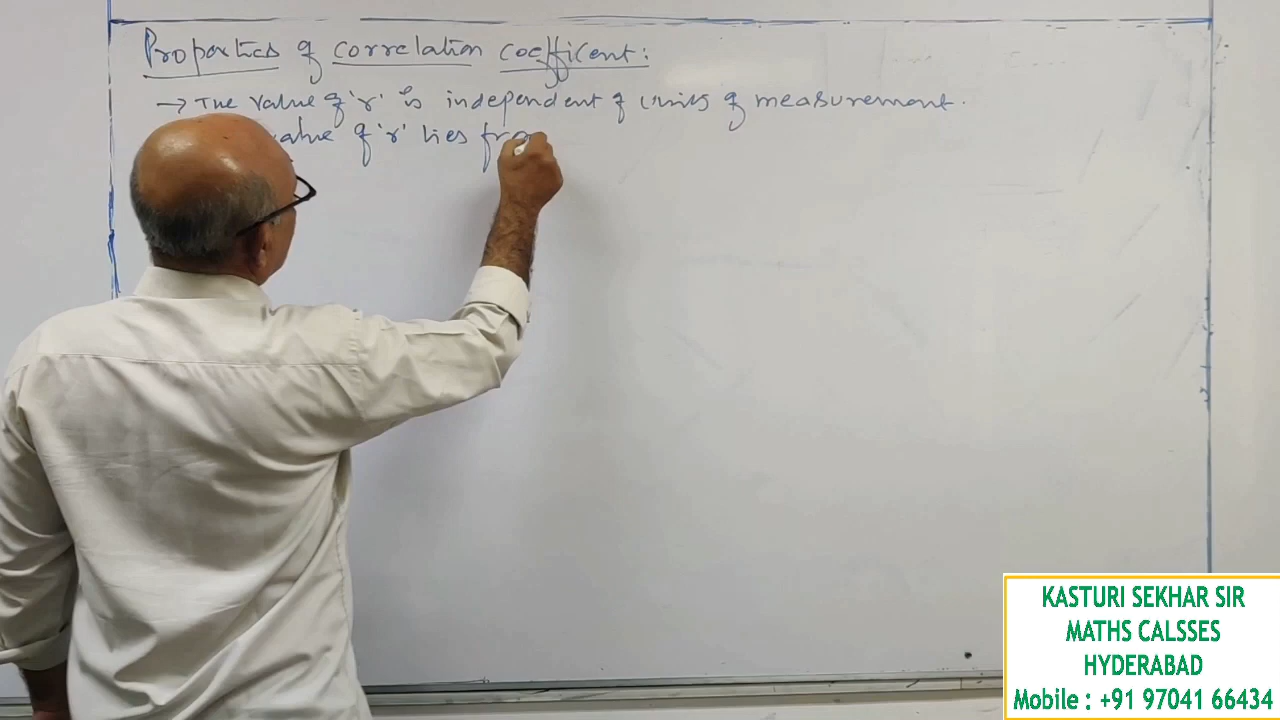 Properties of correlation coefficent:
→ The value of 'r' is independent of units of measurement.
value of 'r' lies fro
KASTURI SEKHAR SIR
MATHS CALSSES
HYDERABAD
Mobile : +91 97041 66434